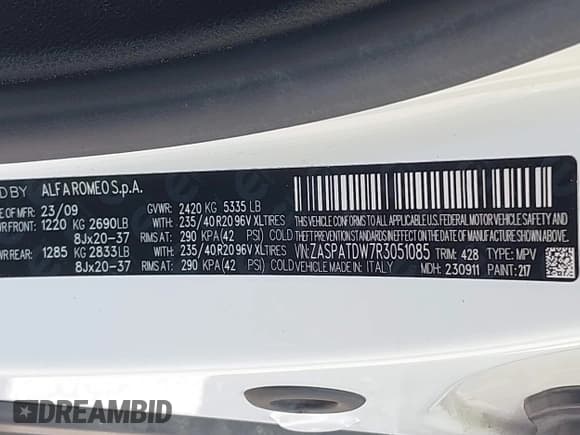 D BY ALFA ROMEO S.p.A.
E OF MFR 23/09 GVWR: 2420 KG 5335 LB
WR FRONT: 1220 KG 2690LB WITH 235/40R20 96V XL TIRES
8Jx20-37 RIMS AT: 290 KPA(42 PSI) COLD
WR REAR: 1285 KG 2833LB WITH 235/40R20 96V XL TIRES
8Jx20-37 RIMS AT: 290 KPA(42 PSI) COLD
THIS VEHICLE CONFORMS TO ALL APPLICABLE
U.S.FEDERAL MOTOR VEHICLE SAFETY
AND THEFT PREVENTION STANDARDS IN EFFECT
ON THE DATE OF MANUFACTURE SHOWN ABOVE.
VIN: ZASPATDW7R3051085 TRIM: 428 TYPE: MPV
VEHICLE MADE IN: ITALY MDH: 230911 PAINT: 217
DREAMBID